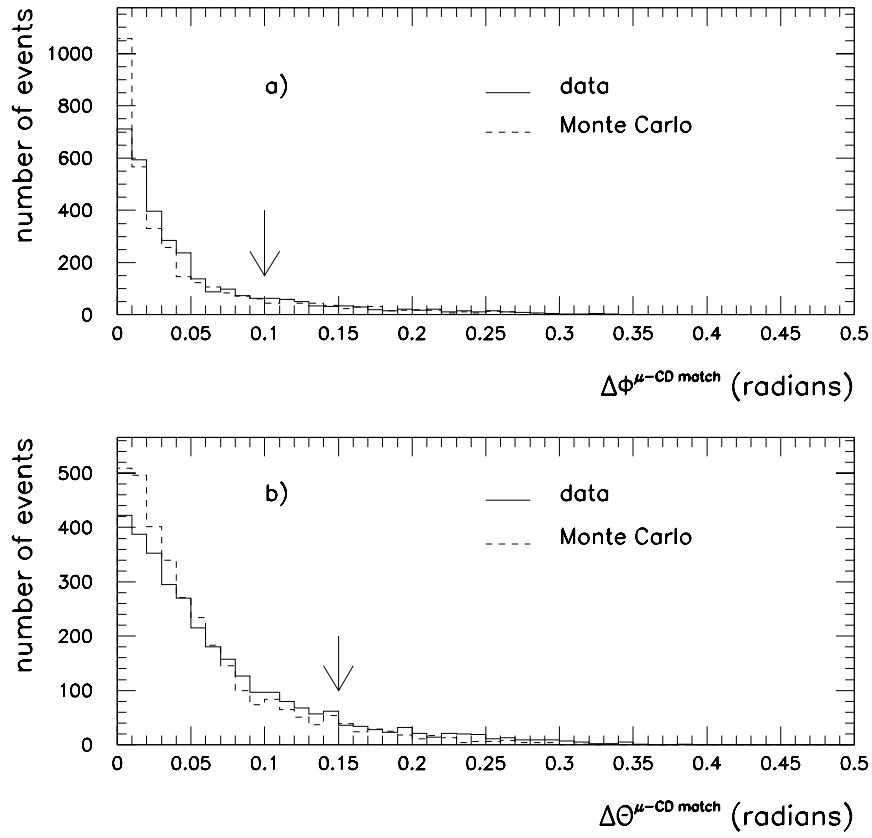 number of events
1000
800
600
400
200
0
a)
data
Monte Carlo
0 0.05 0.1 0.15 0.2 0.25 0.3 0.35 0.4 0.45 0.5
ΔΦ^μ−CD match (radians)
number of events
500
400
300
200
100
0
b)
data
Monte Carlo
0 0.05 0.1 0.15 0.2 0.25 0.3 0.35 0.4 0.45 0.5
ΔΘ^μ−CD match (radians)